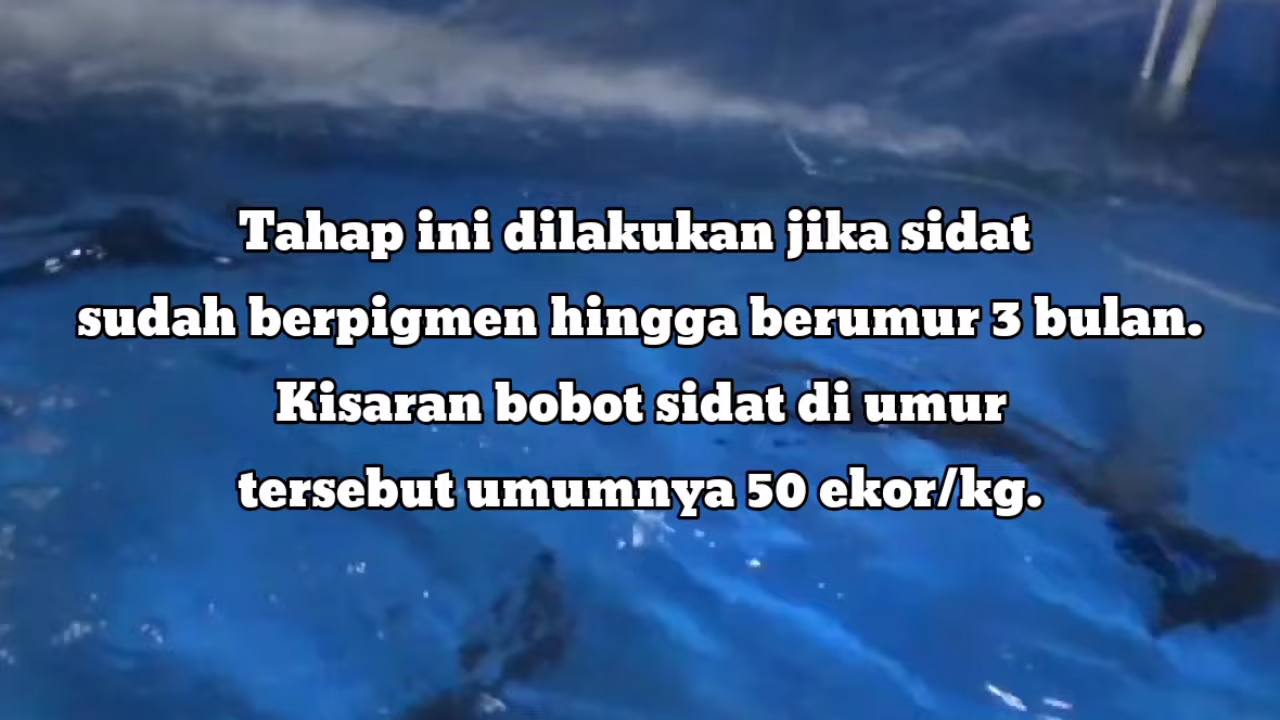 Tahap ini dilakukan jika sidat
sudah berpigmen hingga berumur 3 bulan.
Kisaran bobot sidat di umur
tersebut umumnya 50 ekor/kg.